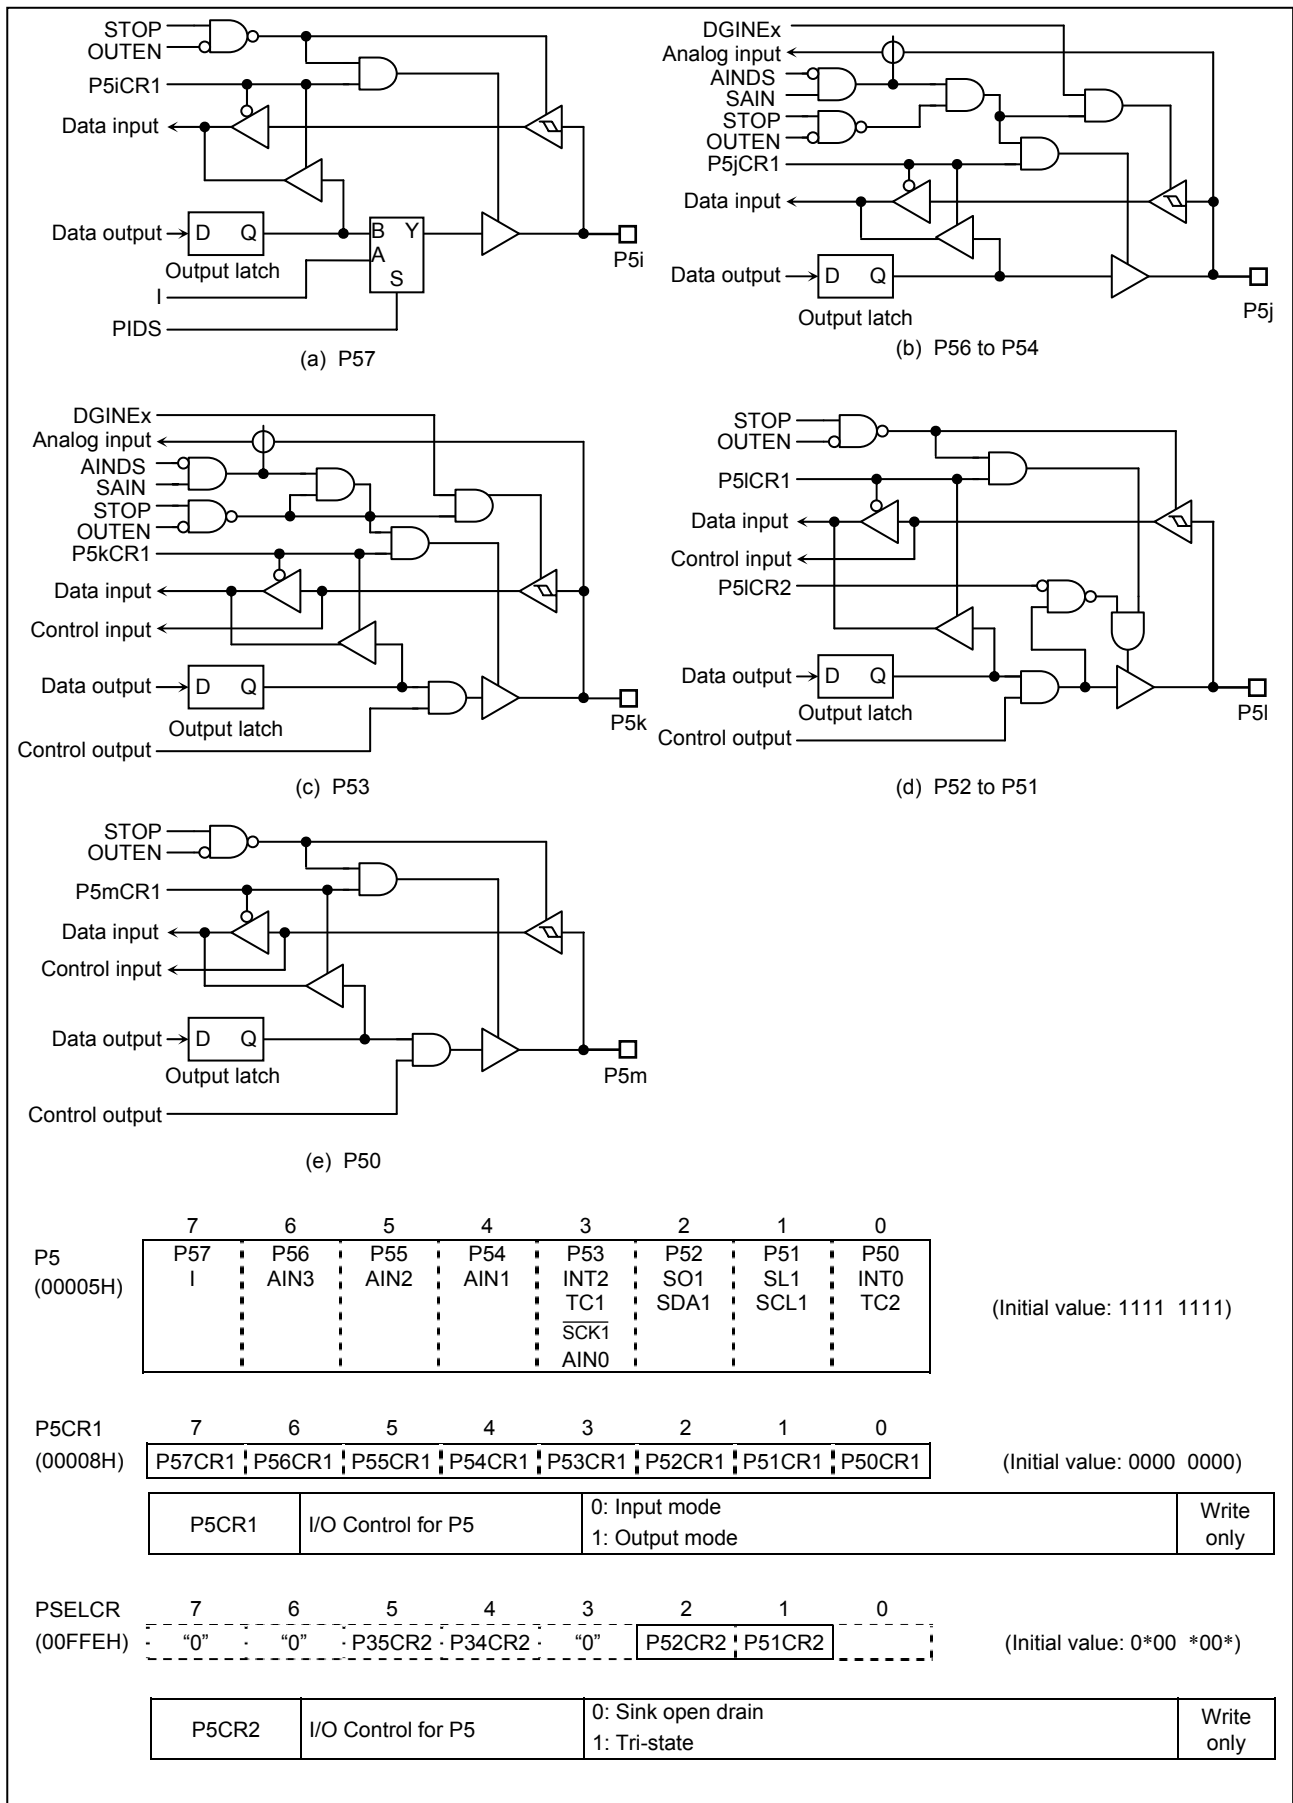 STOP
OUTEN
P5iCR1
Data input
Data output
D Q
B Y
A
S
Output latch
I
PIDS
P5i
(a) P57
DGINEx
Analog input
AINDS
SAIN
STOP
OUTEN
P5jCR1
Data input
Data output
D Q
Output latch
P5j
(b) P56 to P54
DGINEx
Analog input
AINDS
SAIN
STOP
OUTEN
P5kCR1
Data input
Control input
Data output
D Q
Output latch
Control output
P5k
(c) P53
STOP
OUTEN
P5lCR1
Data input
Control input
P5lCR2
Data output
D Q
Output latch
Control output
P5l
(d) P52 to P51
STOP
OUTEN
P5mCR1
Data input
Control input
Data output
D Q
Output latch
Control output
P5m
(e) P50
7 6 5 4 3 2 1 0
P5
(00005H)
P57 P56 P55 P54 P53 P52 P51 P50
I AIN3 AIN2 AIN1 INT2 SO1 SL1 INT0
TC1 SDA1 SCL1 TC2
SCK1
AIN0
(Initial value: 1111 1111)
P5CR1 7 6 5 4 3 2 1 0
(00008H) P57CR1 P56CR1 P55CR1 P54CR1 P53CR1 P52CR1 P51CR1 P50CR1 (Initial value: 0000 0000)
P5CR1 I/O Control for P5
0: Input mode
1: Output mode
Write
only
PSELCR 7 6 5 4 3 2 1 0
(00FFEH) “0” “0” P35CR2 P34CR2 “0” P52CR2 P51CR2 (Initial value: 0*00 *00*)
P5CR2 I/O Control for P5
0: Sink open drain
1: Tri-state
Write
only